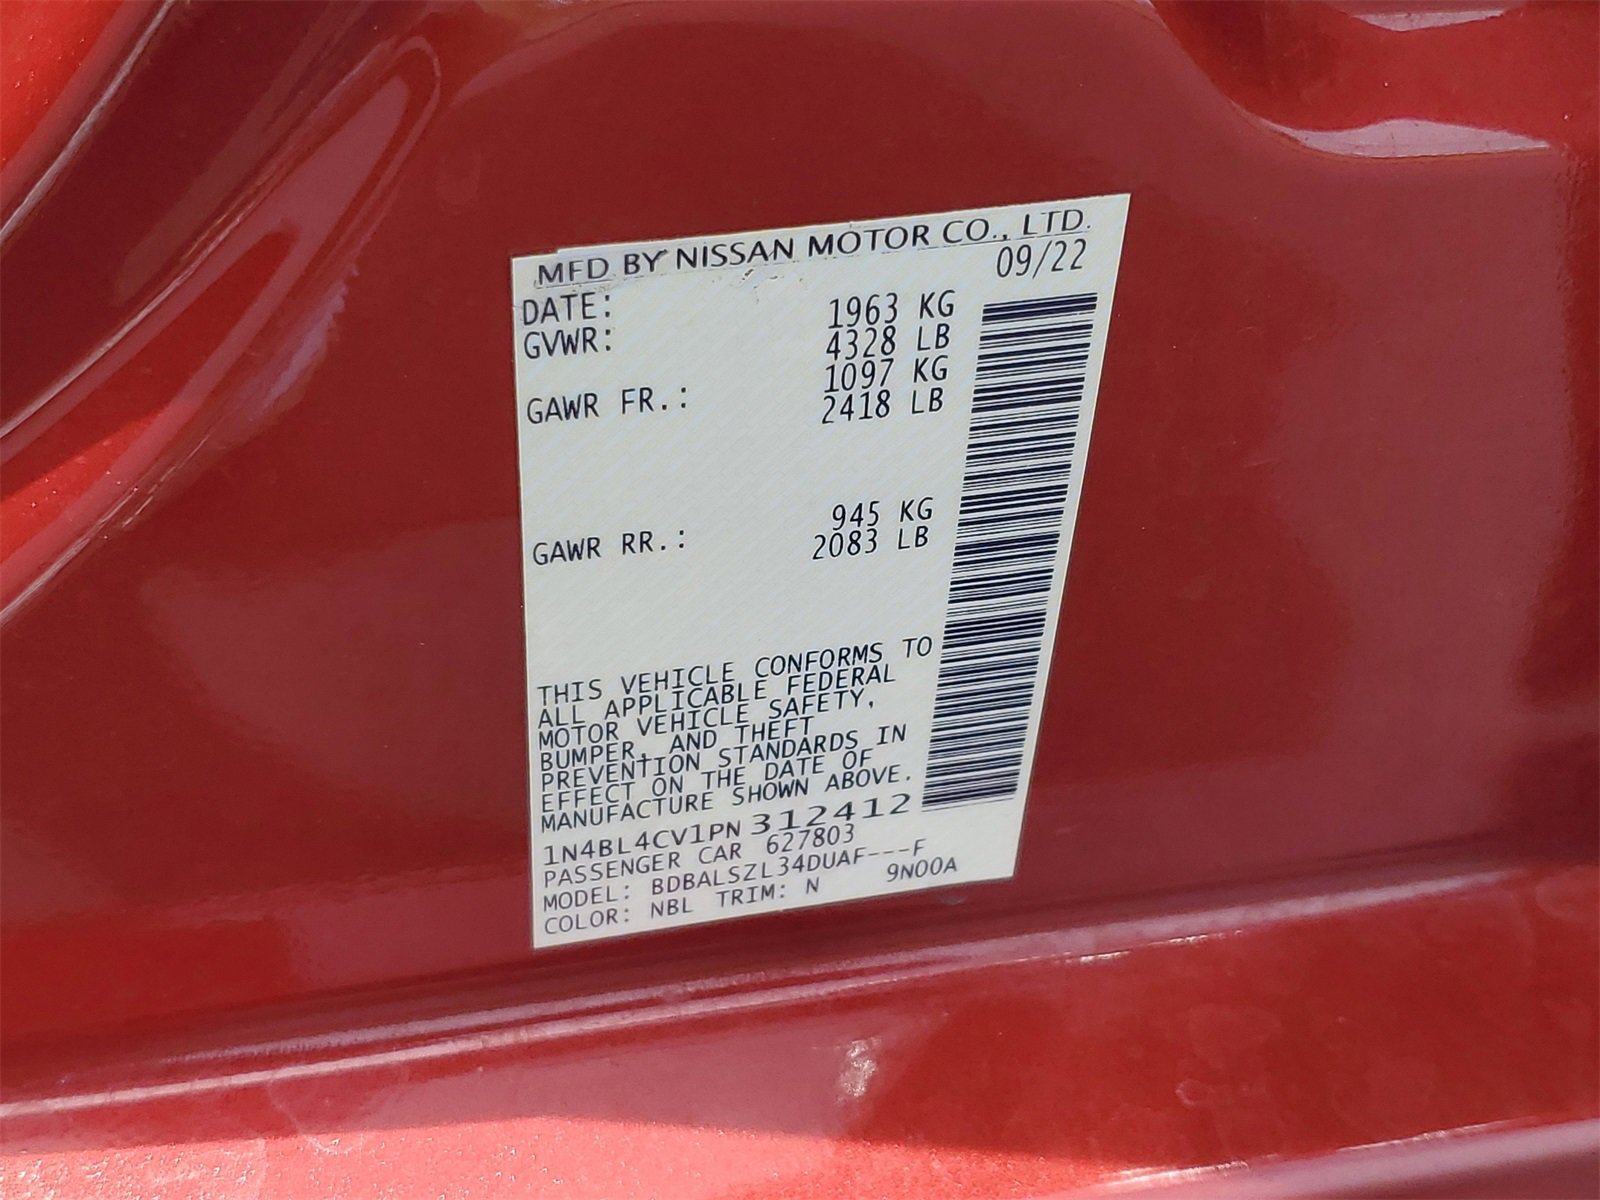 MFD BY NISSAN MOTOR CO., LTD.
DATE: 09/22
GVWR: 1963 KG
4328 LB
GAWR FR.: 1097 KG
2418 LB
GAWR RR.: 945 KG
2083 LB
THIS VEHICLE CONFORMS TO
ALL APPLICABLE FEDERAL
MOTOR VEHICLE SAFETY,
BUMPER, AND THEFT
PREVENTION STANDARDS IN
EFFECT ON THE DATE OF
MANUFACTURE SHOWN ABOVE.
1N4BL4CV1PN 312412
PASSENGER CAR 627803
MODEL: BDBALSZL34DUAF---F
COLOR: NBL TRIM: N 9N00A